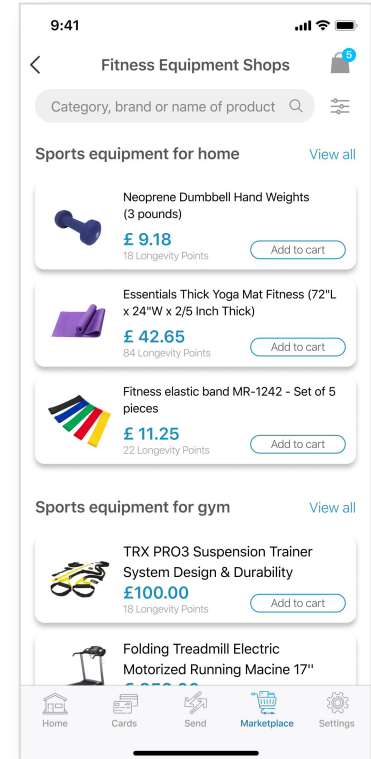 9:41
Fitness Equipment Shops
5
Category, brand or name of product
Sports equipment for home
View all
Neoprene Dumbbell Hand Weights
(3 pounds)
£ 9.18
18 Longevity Points
Add to cart
Essentials Thick Yoga Mat Fitness (72"L
x 24"W x 2/5 Inch Thick)
£ 42.65
84 Longevity Points
Add to cart
Fitness elastic band MR-1242 - Set of 5
pieces
£ 11.25
22 Longevity Points
Add to cart
Sports equipment for gym
View all
TRX PRO3 Suspension Trainer
System Design & Durability
£100.00
18 Longevity Points
Add to cart
Folding Treadmill Electric
Motorized Running Macine 17''
Home
Cards
Send
Marketplace
Settings